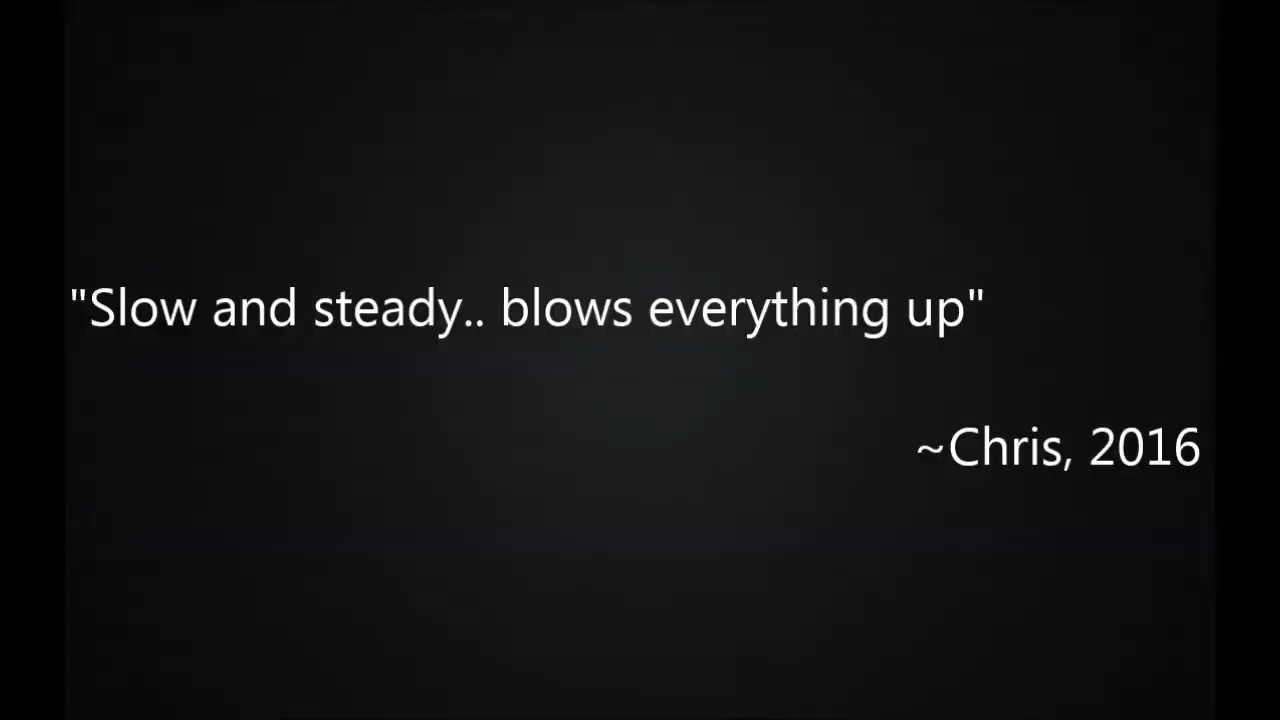 "Slow and steady.. blows everything up"
~Chris, 2016